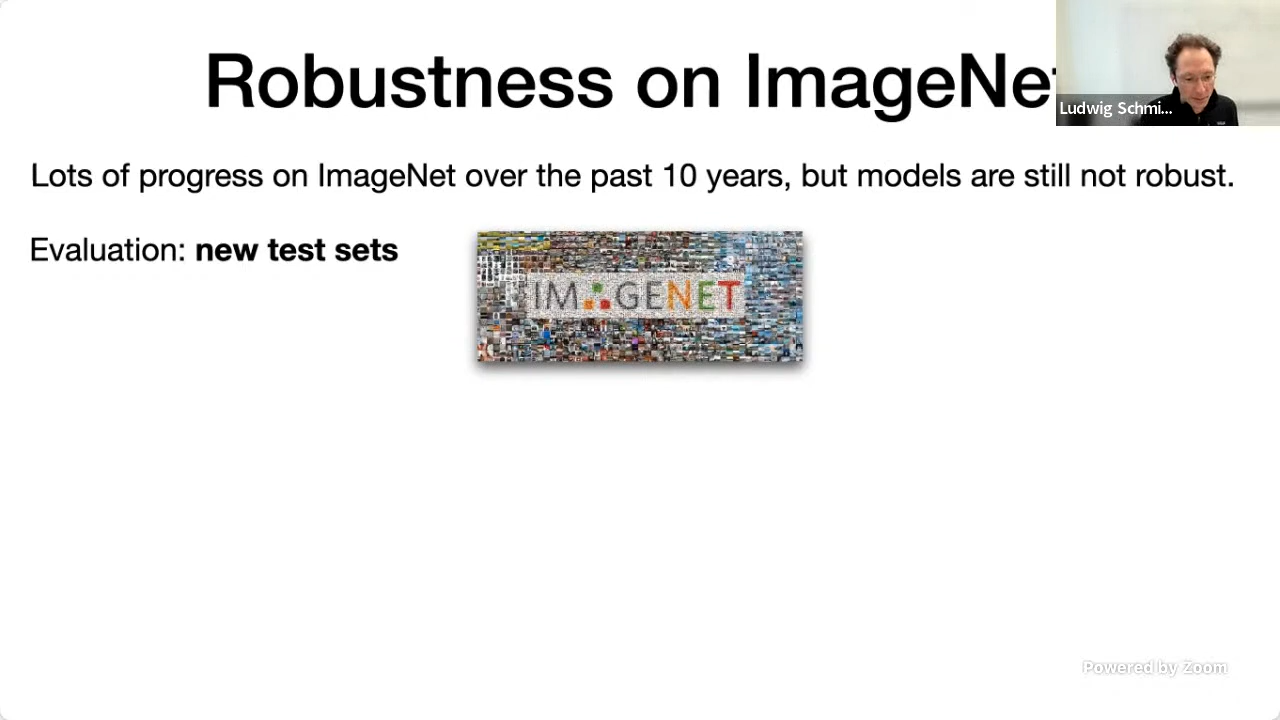 Robustness on ImageNet
Ludwig Schmi...
Lots of progress on ImageNet over the past 10 years, but models are still not robust.
Evaluation: new test sets
IMAGENET
Powered by Zoom